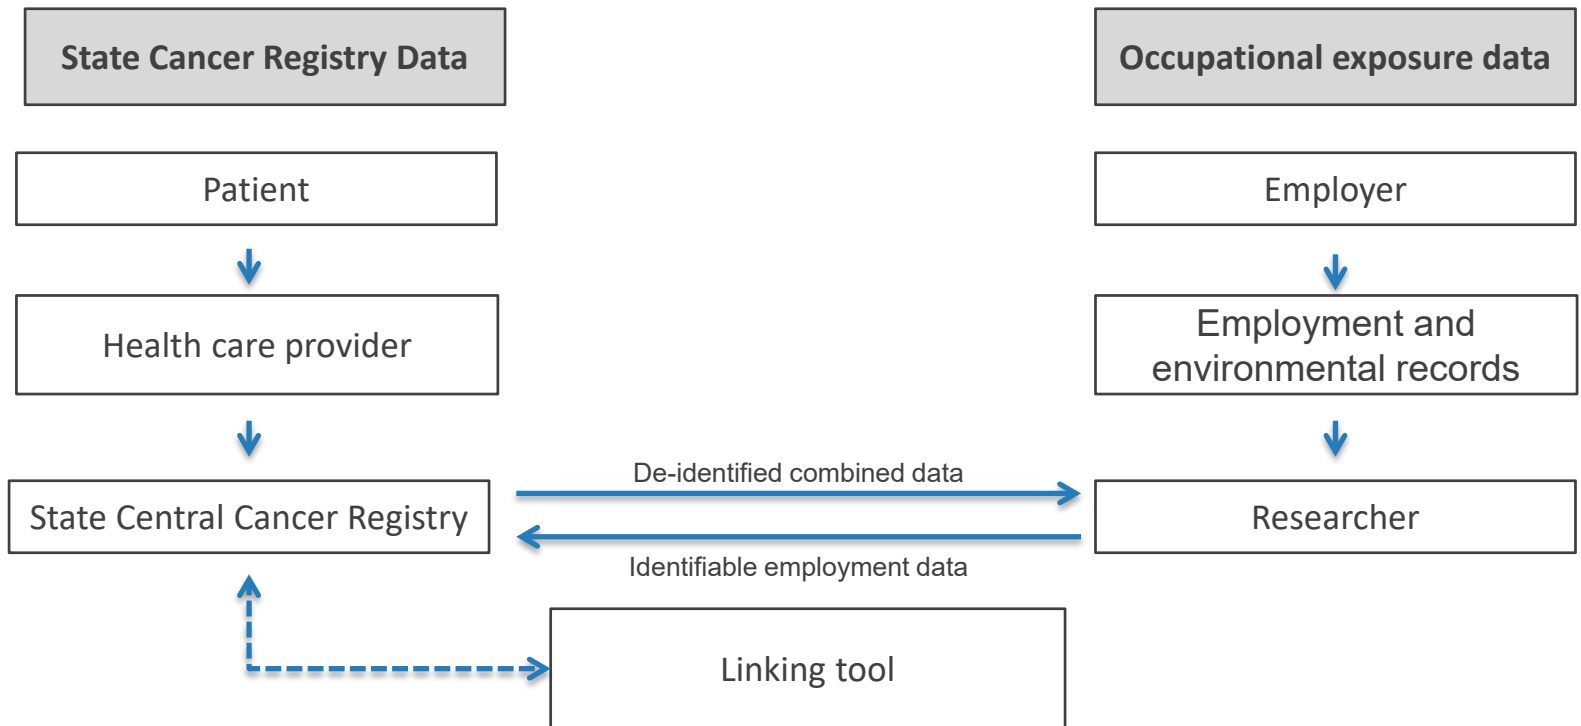 State Cancer Registry Data
Occupational exposure data
Patient
Employer
Health care provider
Employment and
environmental records
De-identified combined data
State Central Cancer Registry
Researcher
Identifiable employment data
Linking tool